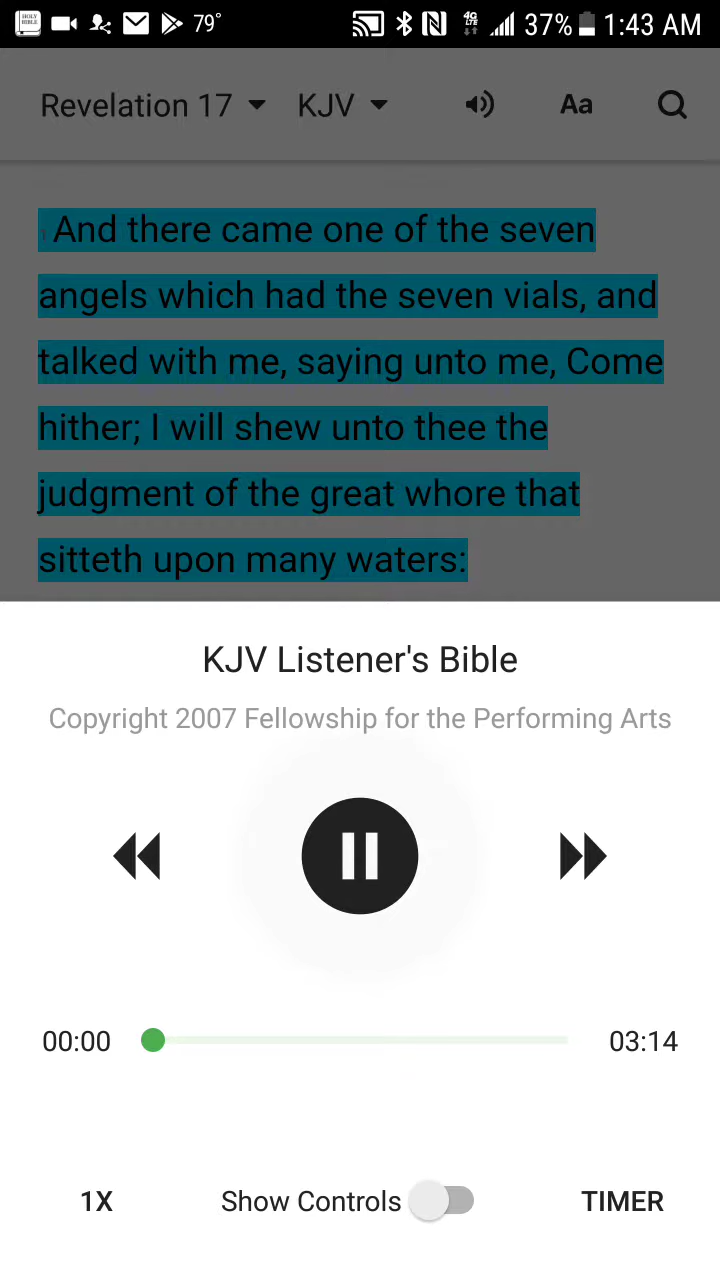 79° 4G LTE 37% 1:43 AM
Revelation 17 KJV Aa
1 And there came one of the seven
angels which had the seven vials, and
talked with me, saying unto me, Come
hither; I will shew unto thee the
judgment of the great whore that
sitteth upon many waters:
KJV Listener's Bible
Copyright 2007 Fellowship for the Performing Arts
00:00 03:14
1X Show Controls TIMER